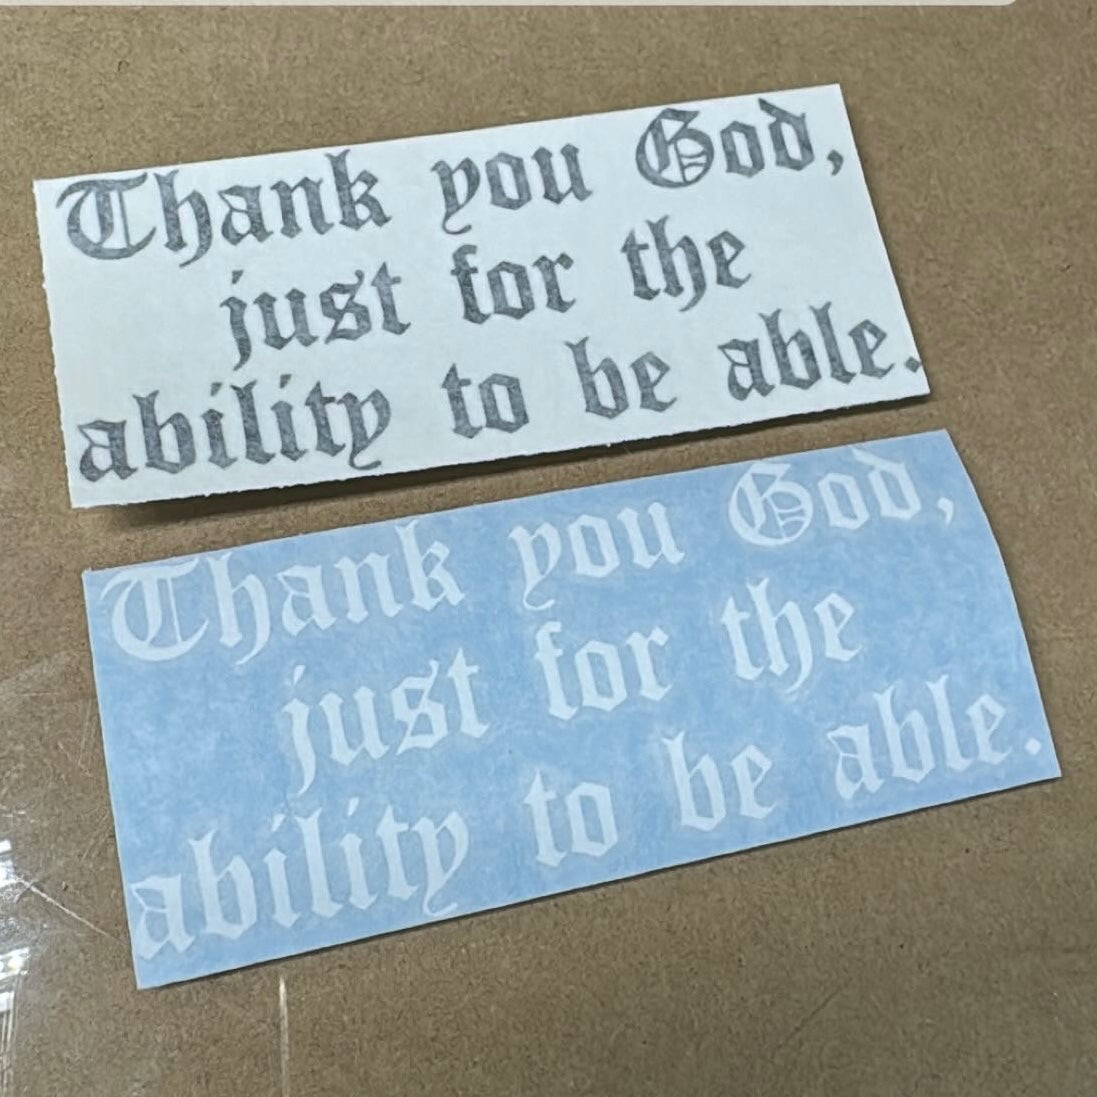 Thank you God,
just for the
ability to be able.
Thank you God,
just for the
ability to be able.